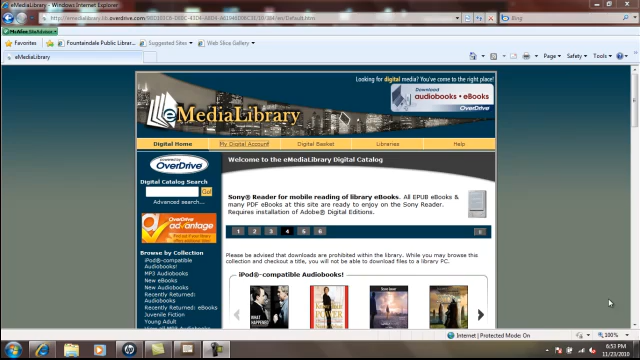 eMediaLibrary - Windows Internet Explorer
McAfee SiteAdvisor
Bing
Favorites
Fountaindale Public Librar...
Suggested Sites
Web Slice Gallery
eMediaLibrary
Page
Safety
Tools
Looking for digital media? You've come to the right place!
Download
audiobooks • eBooks
OverDrive
eMediaLibrary
Digital Home
My Digital Account
Digital Basket
Libraries
Help
OverDrive
Welcome to the eMediaLibrary Digital Catalog
Digital Catalog Search
Go!
Advanced search...
Sony® Reader for mobile reading of library eBooks. All EPUB eBooks &
many PDF eBooks at this site are ready to enjoy on the Sony Reader.
Requires installation of Adobe® Digital Editions.
OverDrive
advantage
1 2 3 4 5 6
Browse by Collection
iPod®-compatible
Audiobooks!
MP3 Audiobooks
New eBooks
New Audiobooks
Recently Returned:
Audiobooks
Recently Returned: eBooks
Juvenile Fiction
Young Adult
Please be advised that downloads are prohibited within the library. While you may browse this
collection and checkout a title, you will not be able to download files to a library PC.
iPod®-compatible Audiobooks!
WHAT
HAPPENED
POWER
Internet | Protected Mode: On
100%
6:53 PM
11/23/2010